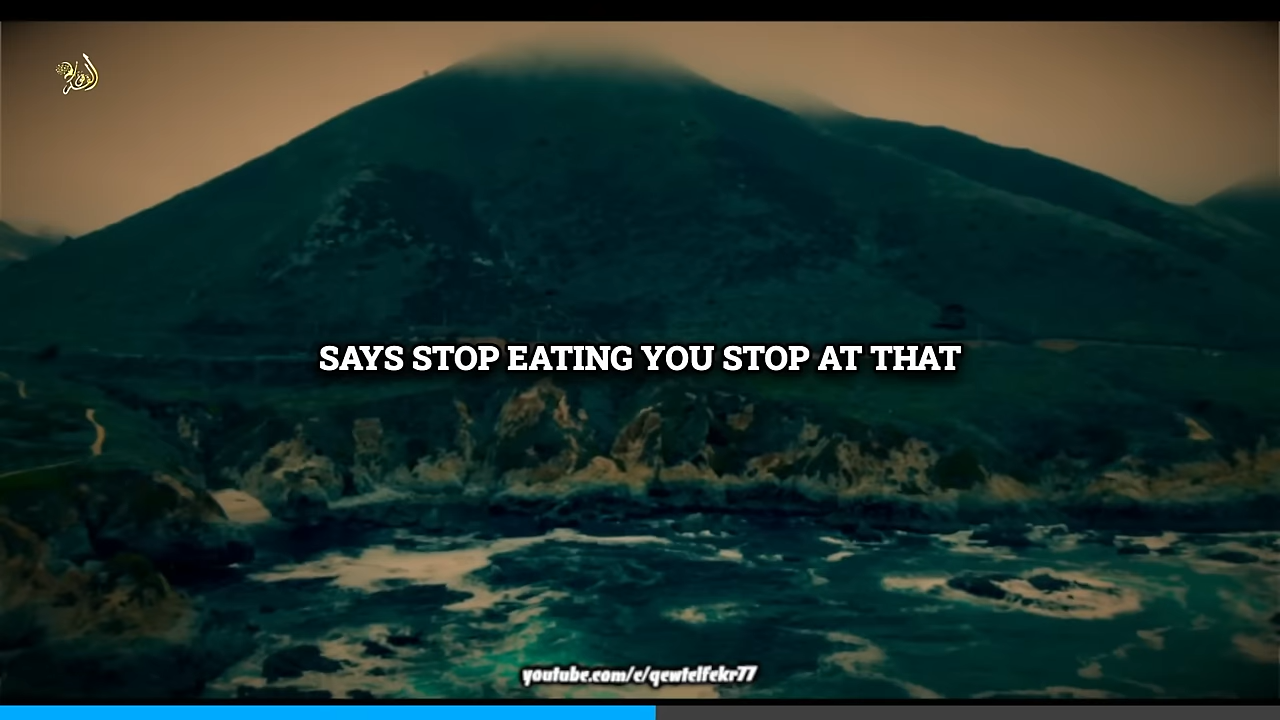 SAYS STOP EATING YOU STOP AT THAT
youtube.com/c/qewtelfekr77